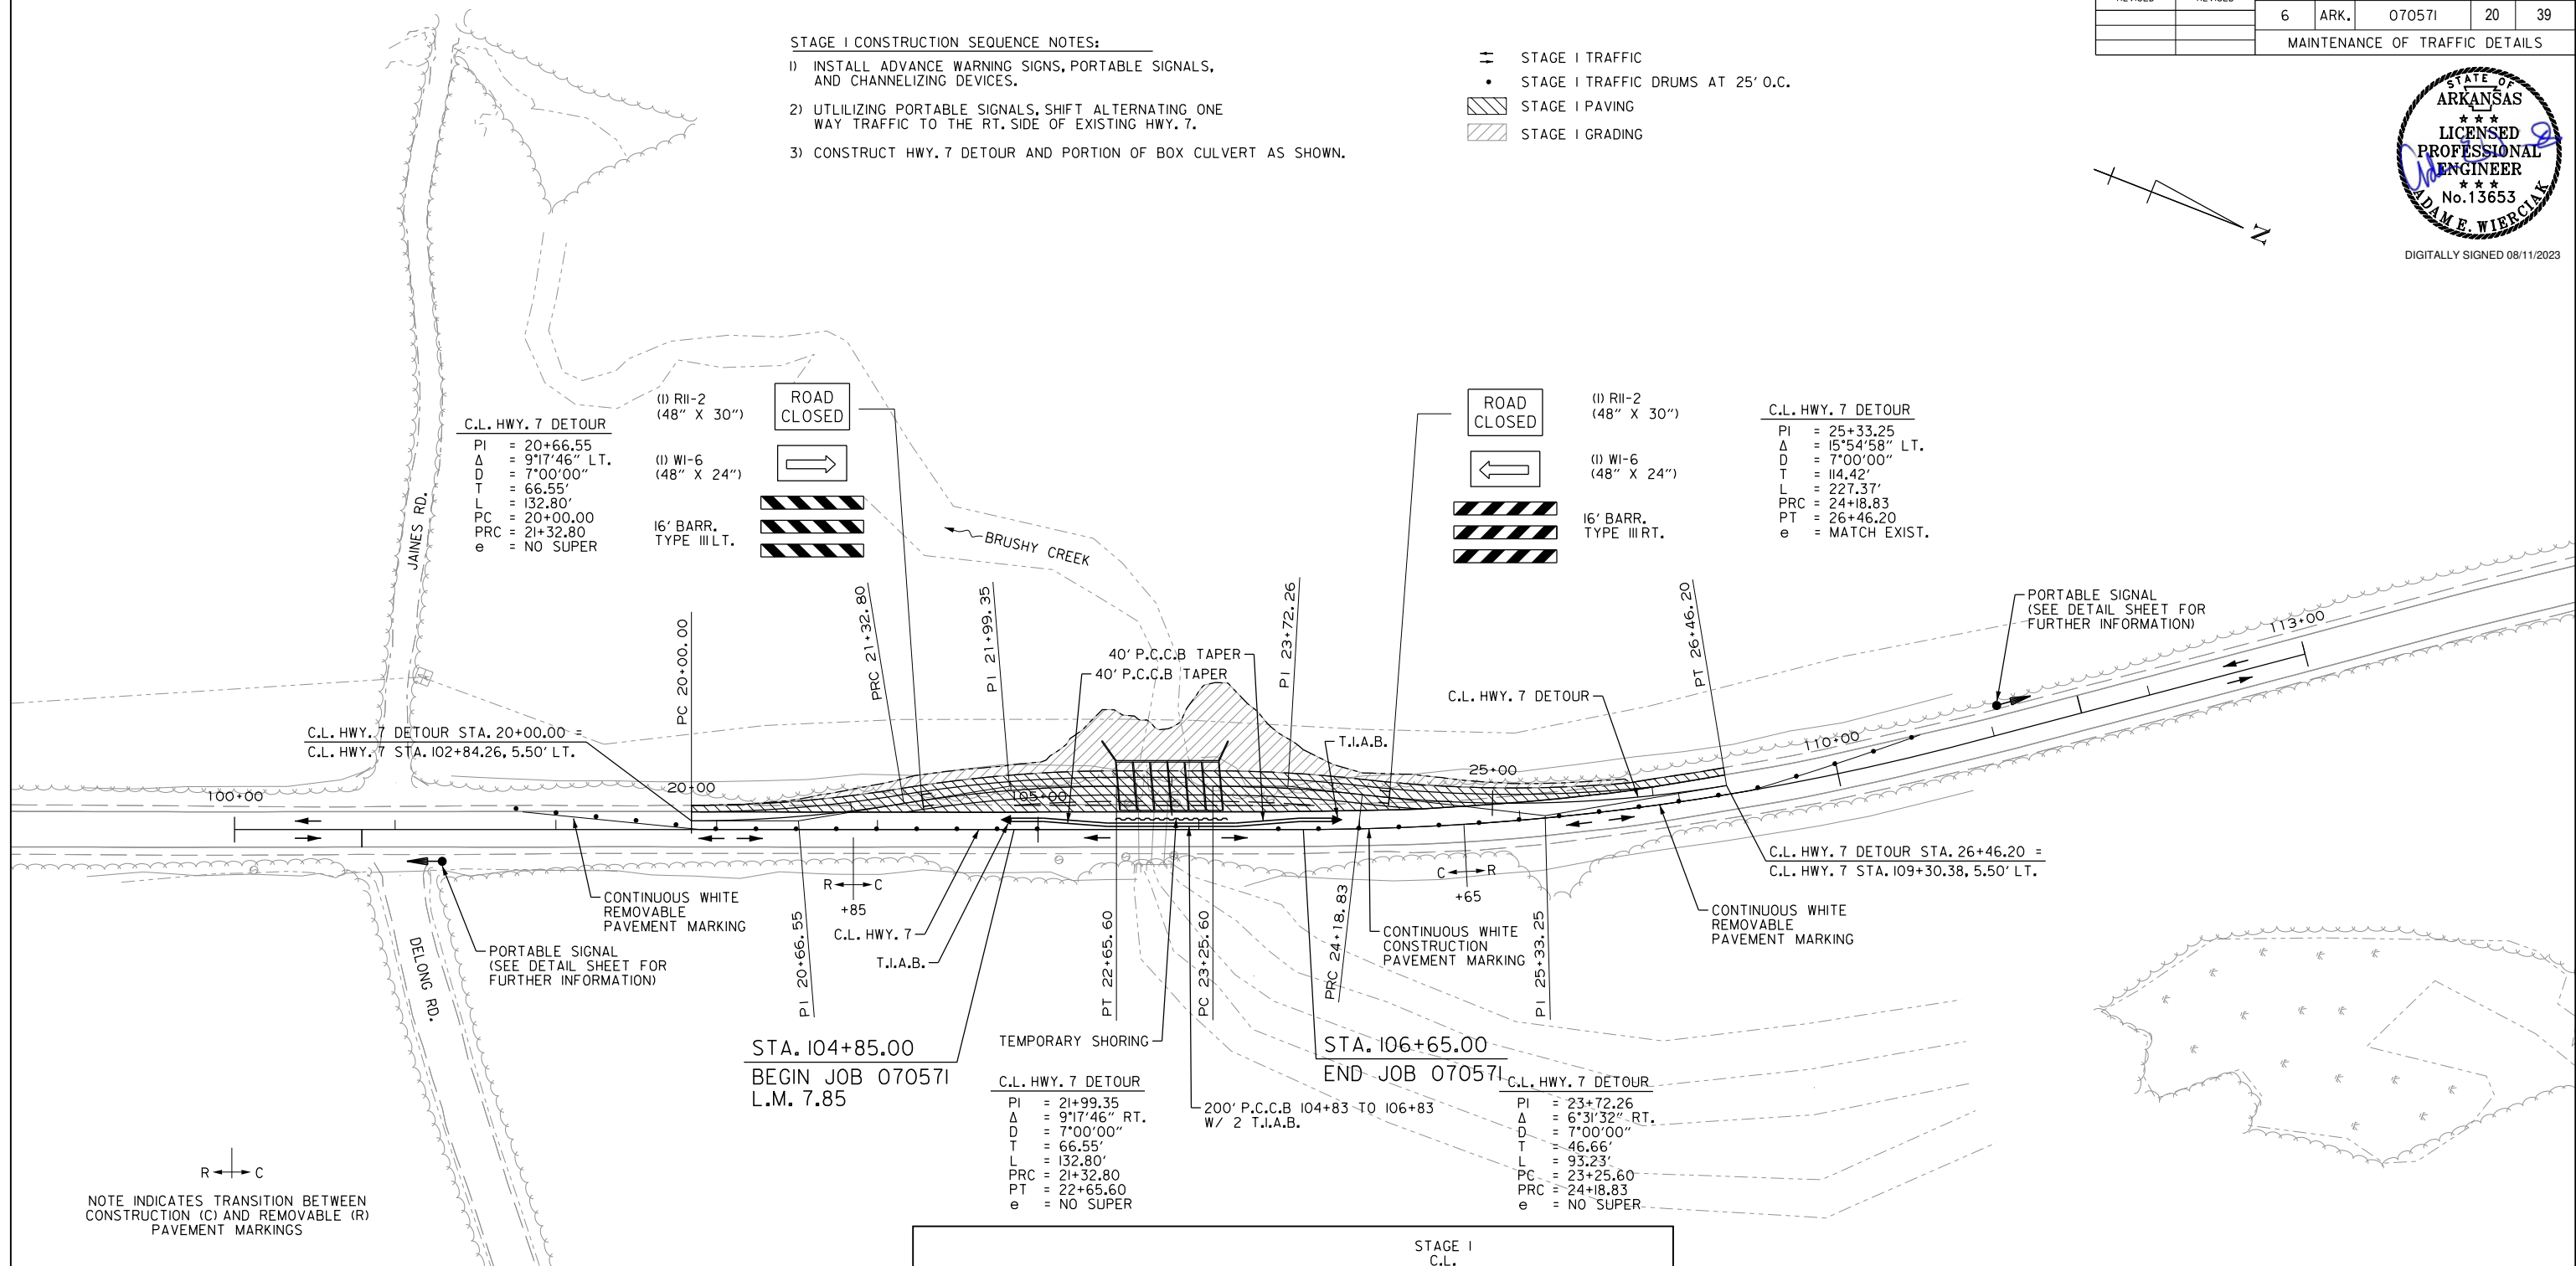 6 ARK. 070571 20 39
MAINTENANCE OF TRAFFIC DETAILS
STAGE 1 CONSTRUCTION SEQUENCE NOTES:
1) INSTALL ADVANCE WARNING SIGNS, PORTABLE SIGNALS,
AND CHANNELIZING DEVICES.
2) UTLILIZING PORTABLE SIGNALS, SHIFT ALTERNATING ONE
WAY TRAFFIC TO THE RT. SIDE OF EXISTING HWY. 7.
3) CONSTRUCT HWY. 7 DETOUR AND PORTION OF BOX CULVERT AS SHOWN.
STAGE 1 TRAFFIC
STAGE 1 TRAFFIC DRUMS AT 25' O.C.
STAGE 1 PAVING
STAGE 1 GRADING
STATE OF
ARKANSAS
LICENSED
PROFESSIONAL
ENGINEER
No.13653
ADAM E. WIERCIAK
DIGITALLY SIGNED 08/11/2023
N
C.L. HWY. 7 DETOUR
PI = 20+66.55
Δ = 9°17'46" LT.
D = 7°00'00"
T = 66.55'
L = 132.80'
PC = 20+00.00
PRC = 21+32.80
e = NO SUPER
(1) R11-2
(48" X 30")
ROAD
CLOSED
(1) W1-6
(48" X 24")
16' BARR.
TYPE III LT.
ROAD
CLOSED
(1) R11-2
(48" X 30")
(1) W1-6
(48" X 24")
16' BARR.
TYPE III RT.
C.L. HWY. 7 DETOUR
PI = 25+33.25
Δ = 15°54'58" LT.
D = 7°00'00"
T = 114.42'
L = 227.37'
PRC = 24+18.83
PT = 26+46.20
e = MATCH EXIST.
JAINES RD.
BRUSHY CREEK
PC 20+00.00
PRC 21+32.80
PI 21+99.35
PI 23+72.26
PT 26+46.20
40' P.C.C.B TAPER
40' P.C.C.B TAPER
C.L. HWY. 7 DETOUR
T.I.A.B.
PORTABLE SIGNAL
(SEE DETAIL SHEET FOR
FURTHER INFORMATION)
113+00
110+00
C.L. HWY. 7 DETOUR STA. 20+00.00 =
C.L. HWY. 7 STA. 102+84.26, 5.50' LT.
100+00
20+00
105+00
25+00
C.L. HWY. 7 DETOUR STA. 26+46.20 =
C.L. HWY. 7 STA. 109+30.38, 5.50' LT.
CONTINUOUS WHITE
REMOVABLE
PAVEMENT MARKING
PORTABLE SIGNAL
(SEE DETAIL SHEET FOR
FURTHER INFORMATION)
DELONG RD.
R C
+85
C.L. HWY. 7
T.I.A.B.
PI 20+66.55
PT 22+65.60
PC 23+25.60
PRC 24+18.83
PI 25+33.25
C R
+65
CONTINUOUS WHITE
CONSTRUCTION
PAVEMENT MARKING
CONTINUOUS WHITE
REMOVABLE
PAVEMENT MARKING
STA. 104+85.00
BEGIN JOB 070571
L.M. 7.85
TEMPORARY SHORING
STA. 106+65.00
END JOB 070571
C.L. HWY. 7 DETOUR
PI = 21+99.35
Δ = 9°17'46" RT.
D = 7°00'00"
T = 66.55'
L = 132.80'
PRC = 21+32.80
PT = 22+65.60
e = NO SUPER
200' P.C.C.B 104+83 TO 106+83
W/ 2 T.I.A.B.
C.L. HWY. 7 DETOUR
PI = 23+72.26
Δ = 6°31'32" RT.
D = 7°00'00"
T = 46.66'
L = 93.23'
PC = 23+25.60
PRC = 24+18.83
e = NO SUPER
R C
NOTE INDICATES TRANSITION BETWEEN
CONSTRUCTION (C) AND REMOVABLE (R)
PAVEMENT MARKINGS
STAGE 1
C.L.